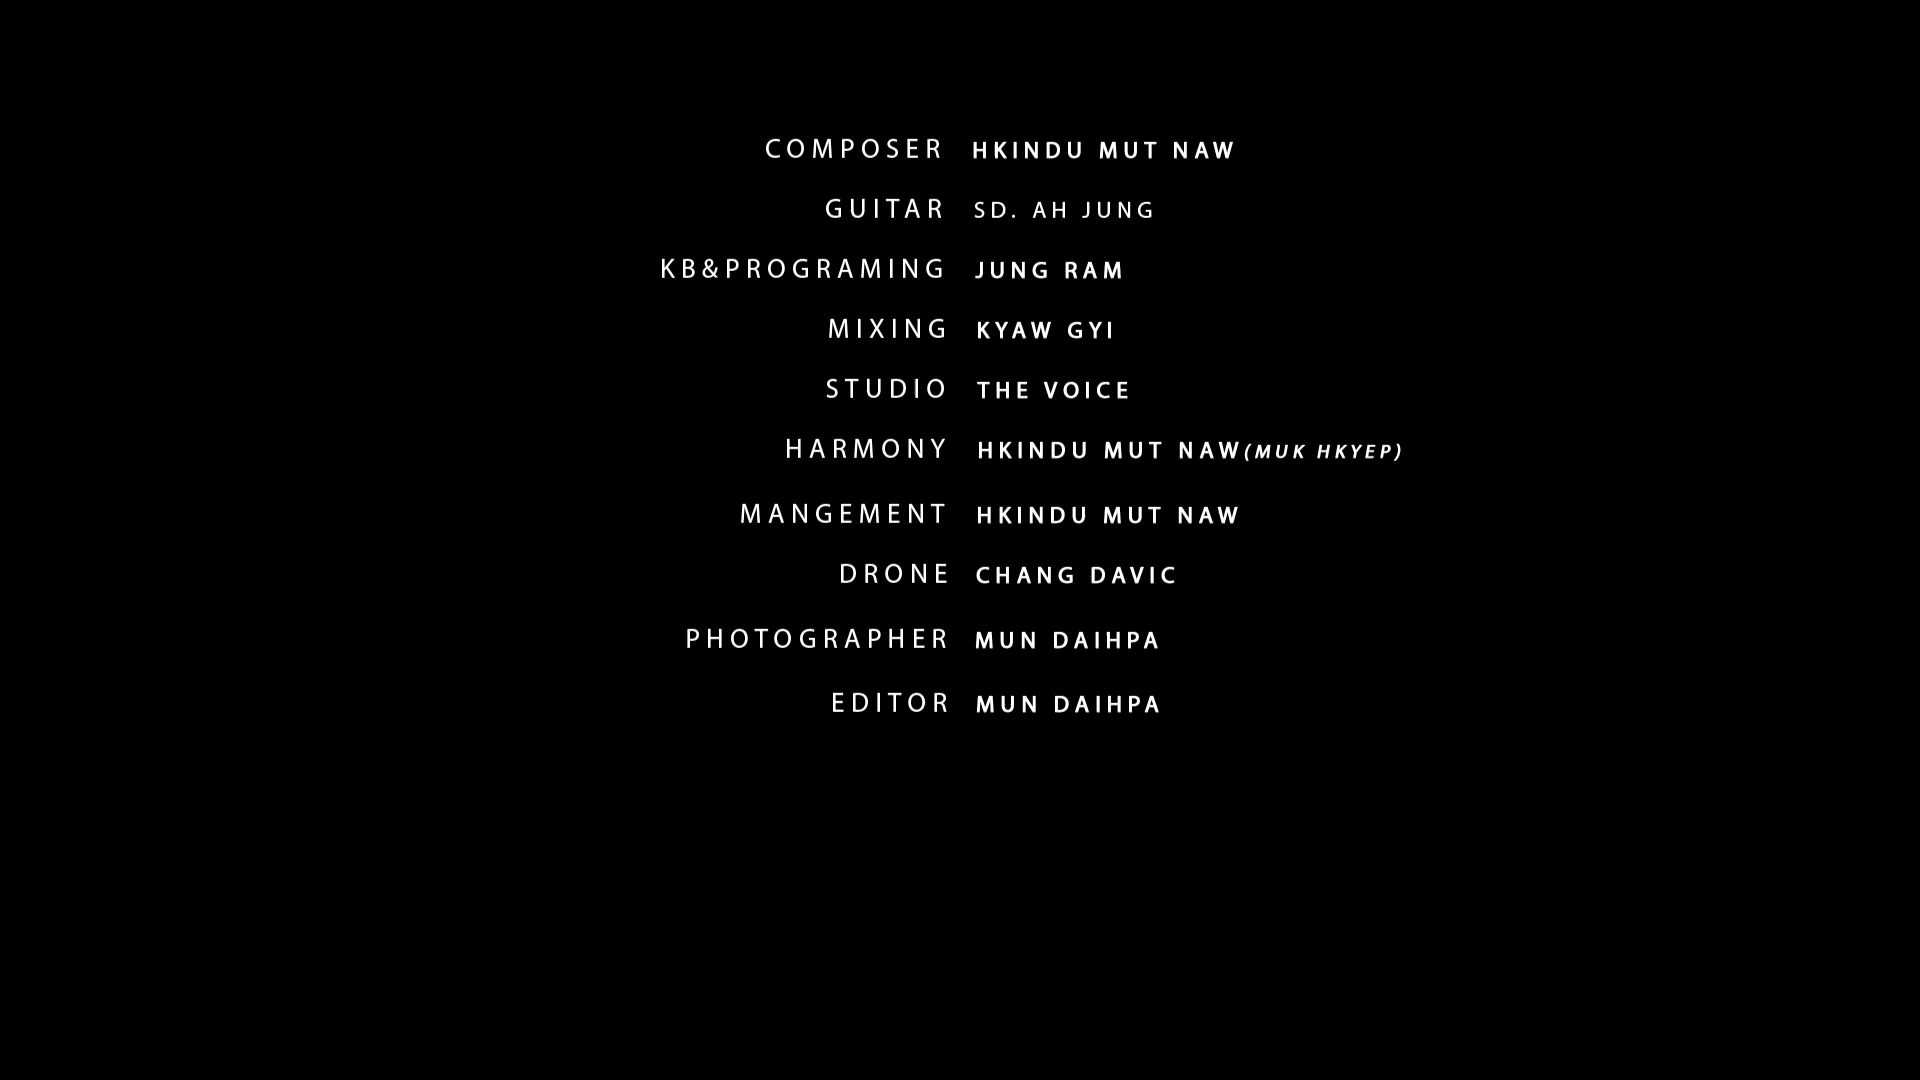 COMPOSER HKINDU MUT NAW
GUITAR SD. AH JUNG
KB&PROGRAMING JUNG RAM
MIXING KYAW GYI
STUDIO THE VOICE
HARMONY HKINDU MUT NAW(MUK HKYEP)
MANGEMENT HKINDU MUT NAW
DRONE CHANG DAVIC
PHOTOGRAPHER MUN DAIHPA
EDITOR MUN DAIHPA